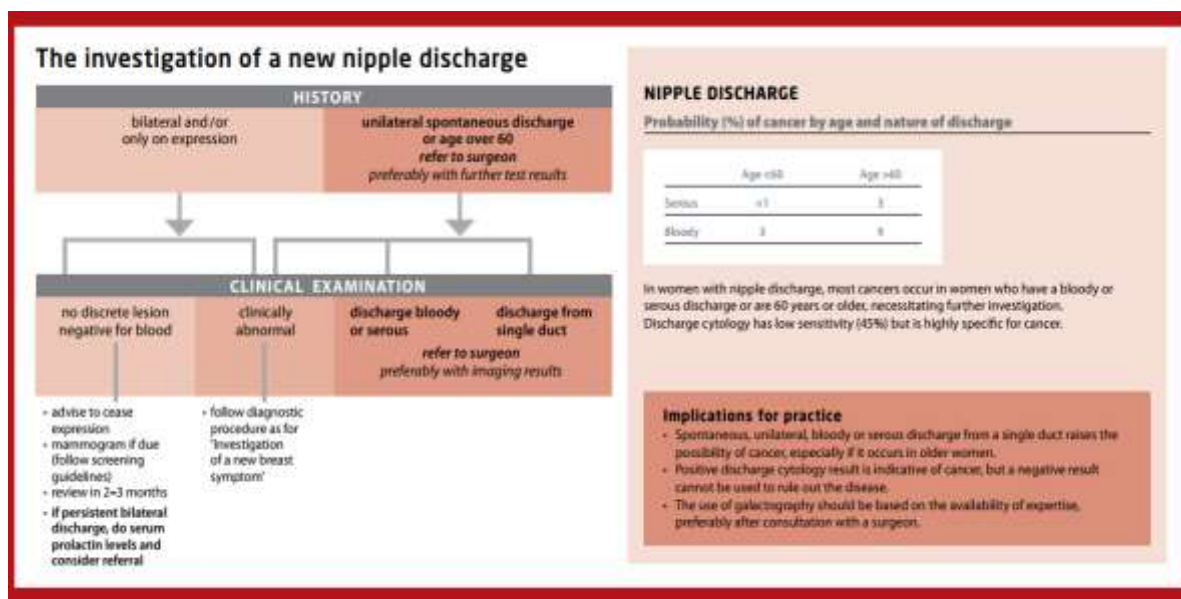 The investigation of a new nipple discharge
HISTORY
bilateral and/or
only on expression
unilateral spontaneous discharge
or age over 60
refer to surgeon
preferably with further test results
CLINICAL EXAMINATION
no discrete lesion
negative for blood
clinically
abnormal
discharge bloody
or serous
discharge from
single duct
refer to surgeon
preferably with imaging results
• advise to cease
expression
• mammogram if due
(follow screening
guidelines)
• review in 2–3 months
• if persistent bilateral
discharge, do serum
prolactin levels and
consider referral
• follow diagnostic
procedure as for
'Investigation
of a new breast
symptom'
NIPPLE DISCHARGE
Probability (%) of cancer by age and nature of discharge
Age Age
Serous 3
Bloody 3
In women with nipple discharge, most cancers occur in women who have a bloody or
serous discharge or are 60 years or older, necessitating further investigation.
Discharge cytology has low sensitivity (45%) but is highly specific for cancer.
Implications for practice
• Spontaneous, unilateral, bloody or serous discharge from a single duct raises the
possibility of cancer, especially if it occurs in older women.
• Positive discharge cytology result is indicative of cancer, but a negative result
cannot be used to rule out the disease.
• The use of galactography should be based on the availability of expertise,
preferably after consultation with a surgeon.